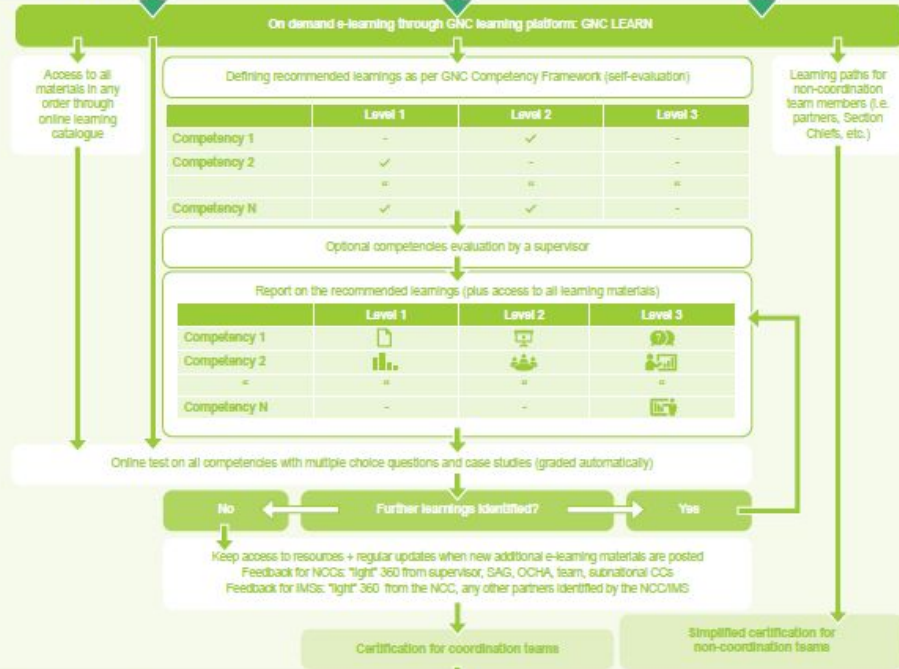 On demand e-learning through GNC learning platform: GNC LEARN
Access to all
materials in any
order through
online learning
catalogue
Defining recommended learnings as per GNC Competency Framework (self-evaluation)
Level 1 Level 2 Level 3
Competency 1 - ✓ -
Competency 2 ✓ - -
“ “ “
Competency N ✓ ✓ -
Learning paths for
non-coordination
team members (i.e.
partners, Section
Chiefs, etc.)
Optional competencies evaluation by a supervisor
Report on the recommended learnings (plus access to all learning materials)
Level 1 Level 2 Level 3
Competency 1
Competency 2
“ “ “ “
Competency N - -
Online test on all competencies with multiple choice questions and case studies (graded automatically)
No Further learnings identified? Yes
Keep access to resources + regular updates when new additional e-learning materials are posted
Feedback for NCCs: "light" 360 from supervisor, SAG, OCHA, team, subnational CCs
Feedback for IMSs: "light" 360 from the NCC, any other partners identified by the NCC/IMS
Certification for coordination teams
Simplified certification for
non-coordination teams